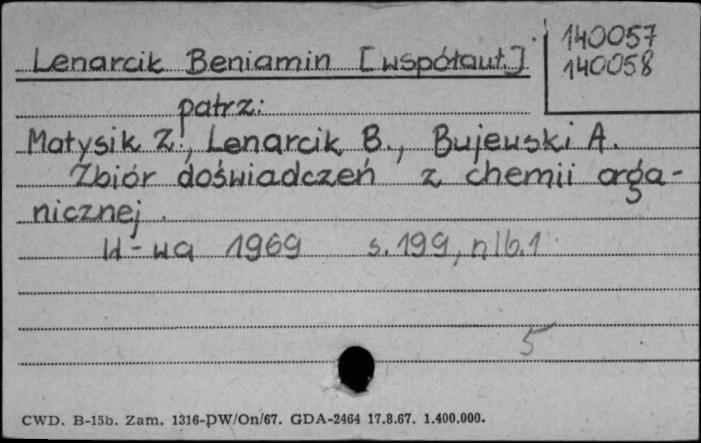 140057
140058
Lenarcik Beniamin [współaut.]
patrz:
Matysik Z., Lenarcik B., Bujewski A.
Zbiór doświadczeń z chemii orga-
nicznej.
W-wa 1969 s. 199, nlb. 1
5
CWD. B-15b. Zam. 1316-DW/On/67. GDA-2464 17.8.67. 1.400.000.